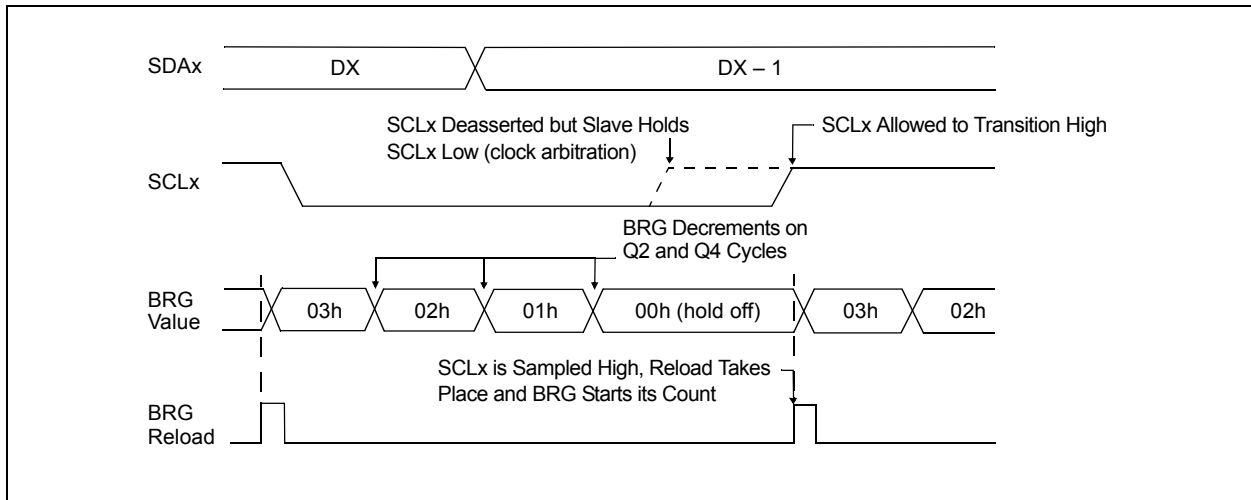 SDAx
DX
DX – 1
SCLx Deasserted but Slave Holds
SCLx Low (clock arbitration)
SCLx Allowed to Transition High
SCLx
BRG Decrements on
Q2 and Q4 Cycles
BRG
Value
03h
02h
01h
00h (hold off)
03h
02h
SCLx is Sampled High, Reload Takes
Place and BRG Starts its Count
BRG
Reload